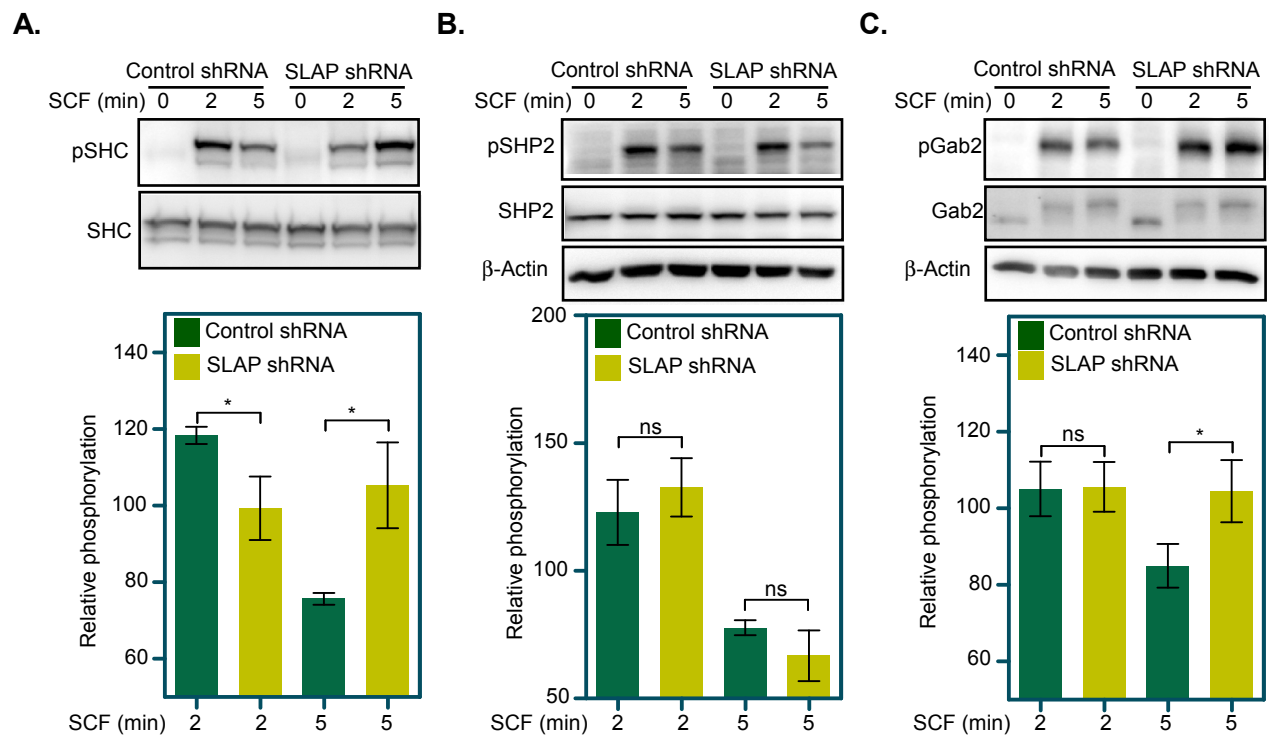 A.
Control shRNA SLAP shRNA
SCF (min) 0 2 5 0 2 5
pSHC
SHC
Control shRNA
SLAP shRNA
140
120
100
80
60
Relative phosphorylation
*
*
SCF (min) 2 2 5 5
B.
Control shRNA SLAP shRNA
SCF (min) 0 2 5 0 2 5
pSHP2
SHP2
β-Actin
Control shRNA
SLAP shRNA
200
150
100
50
Relative phosphorylation
ns
ns
SCF (min) 2 2 5 5
C.
Control shRNA SLAP shRNA
SCF (min) 0 2 5 0 2 5
pGab2
Gab2
β-Actin
Control shRNA
SLAP shRNA
140
120
100
80
60
Relative phosphorylation
ns
*
SCF (min) 2 2 5 5